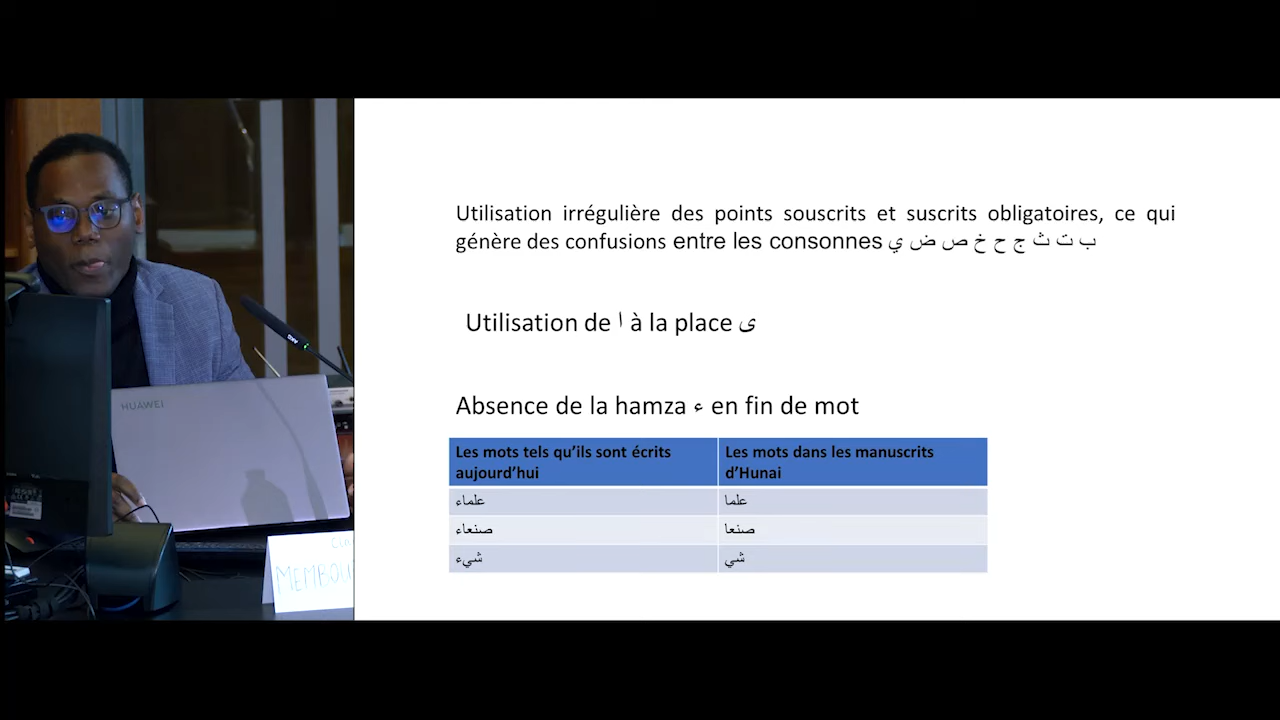 Utilisation irrégulière des points souscrits et suscrits obligatoires, ce qui
génère des confusions entre les consonnes ب ت ث ج ح خ ص ض ي
Utilisation de ا à la place ى
Absence de la hamza ء en fin de mot
Les mots tels qu’ils sont écrits aujourd’hui
Les mots dans les manuscrits d’Hunai
علماء
علما
صنعاء
صنعا
شيء
شي
HUAWEI
AKG
MEMBOU